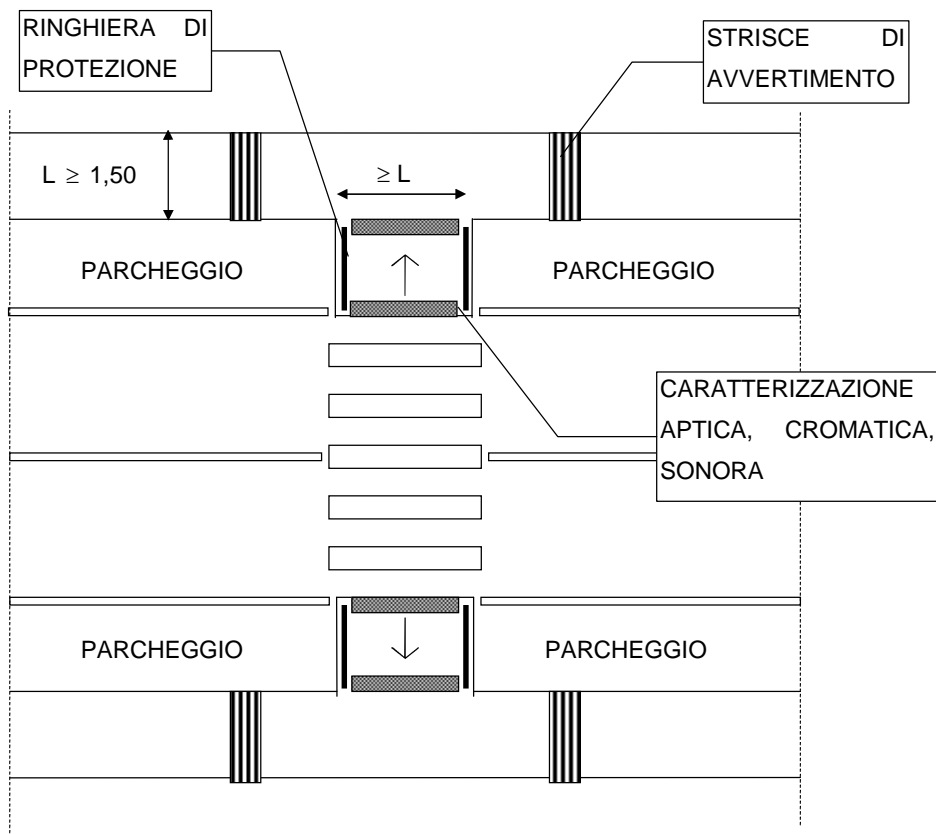 RINGHIERA DI
PROTEZIONE
STRISCE DI
AVVERTIMENTO
L ≥ 1,50
≥ L
PARCHEGGIO
PARCHEGGIO
CARATTERIZZAZIONE
APTICA, CROMATICA,
SONORA
PARCHEGGIO
PARCHEGGIO